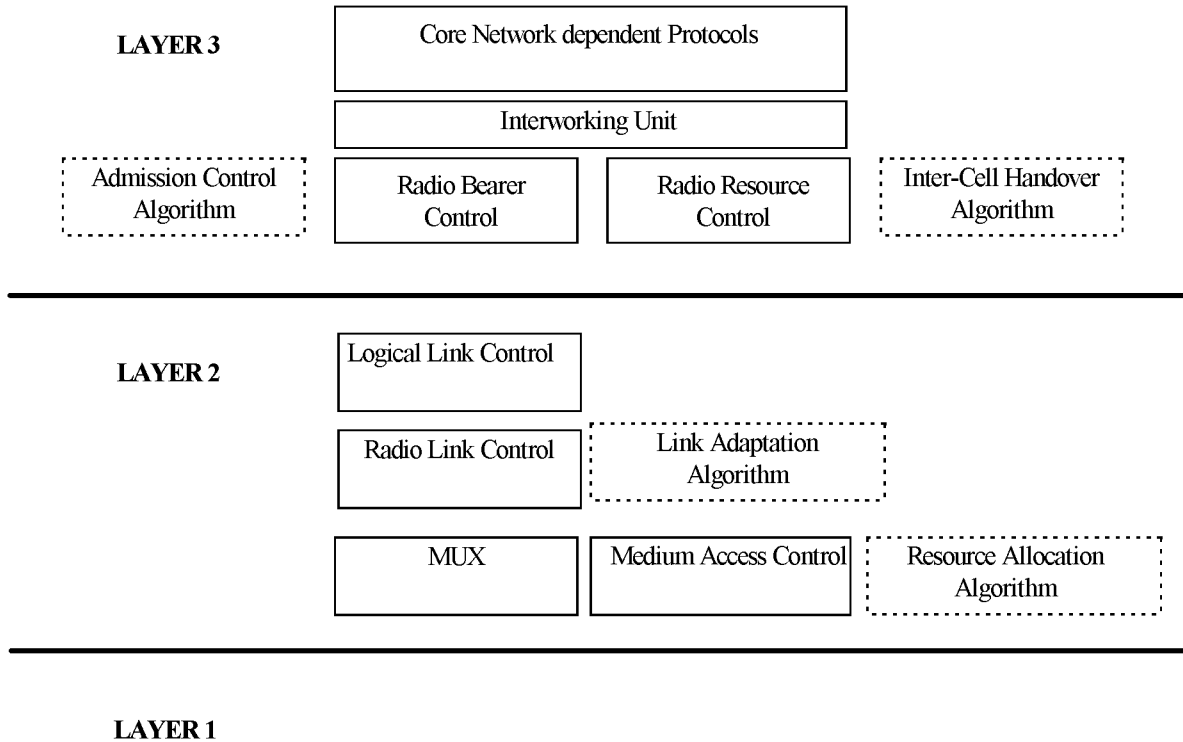 LAYER 3
Core Network dependent Protocols
Interworking Unit
Admission Control
Algorithm
Radio Bearer
Control
Radio Resource
Control
Inter-Cell Handover
Algorithm
LAYER 2
Logical Link Control
Radio Link Control
Link Adaptation
Algorithm
MUX
Medium Access Control
Resource Allocation
Algorithm
LAYER 1